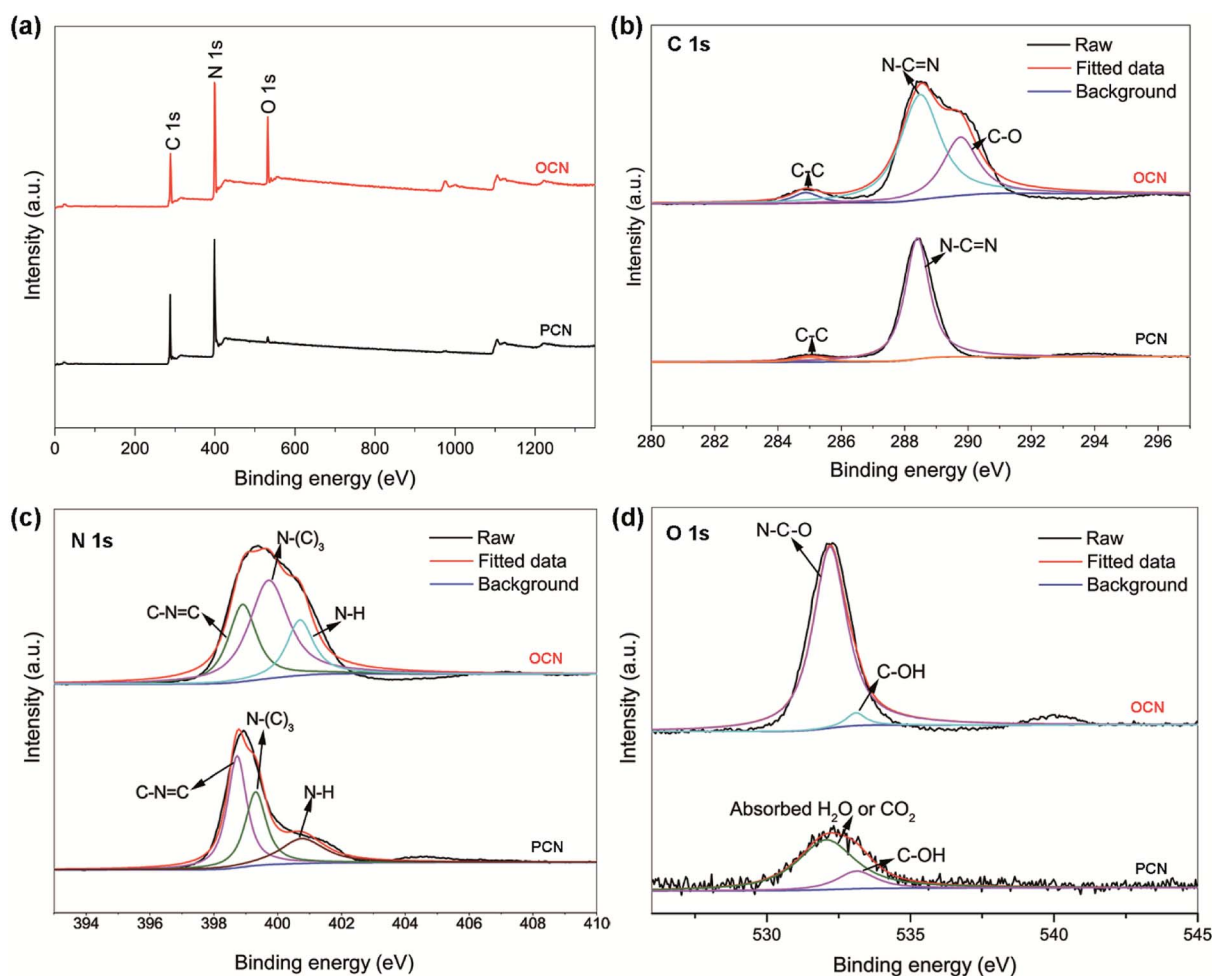 (a)
C 1s
N 1s
O 1s
OCN
PCN
Intensity (a.u.)
0 200 400 600 800 1000 1200
Binding energy (eV)
(b)
C 1s
Raw
Fitted data
Background
N-C=N
C-O
C-C
OCN
N-C=N
C-C
PCN
Intensity (a.u.)
280 282 284 286 288 290 292 294 296
Binding energy (eV)
(c)
N 1s
Raw
Fitted data
Background
N-(C)₃
C-N=C
N-H
OCN
N-(C)₃
C-N=C
N-H
PCN
Intensity (a.u.)
394 396 398 400 402 404 406 408 410
Binding energy (eV)
(d)
O 1s
Raw
Fitted data
Background
N-C-O
C-OH
OCN
Absorbed H₂O or CO₂
C-OH
PCN
Intensity (a.u.)
530 535 540 545
Binding energy (eV)